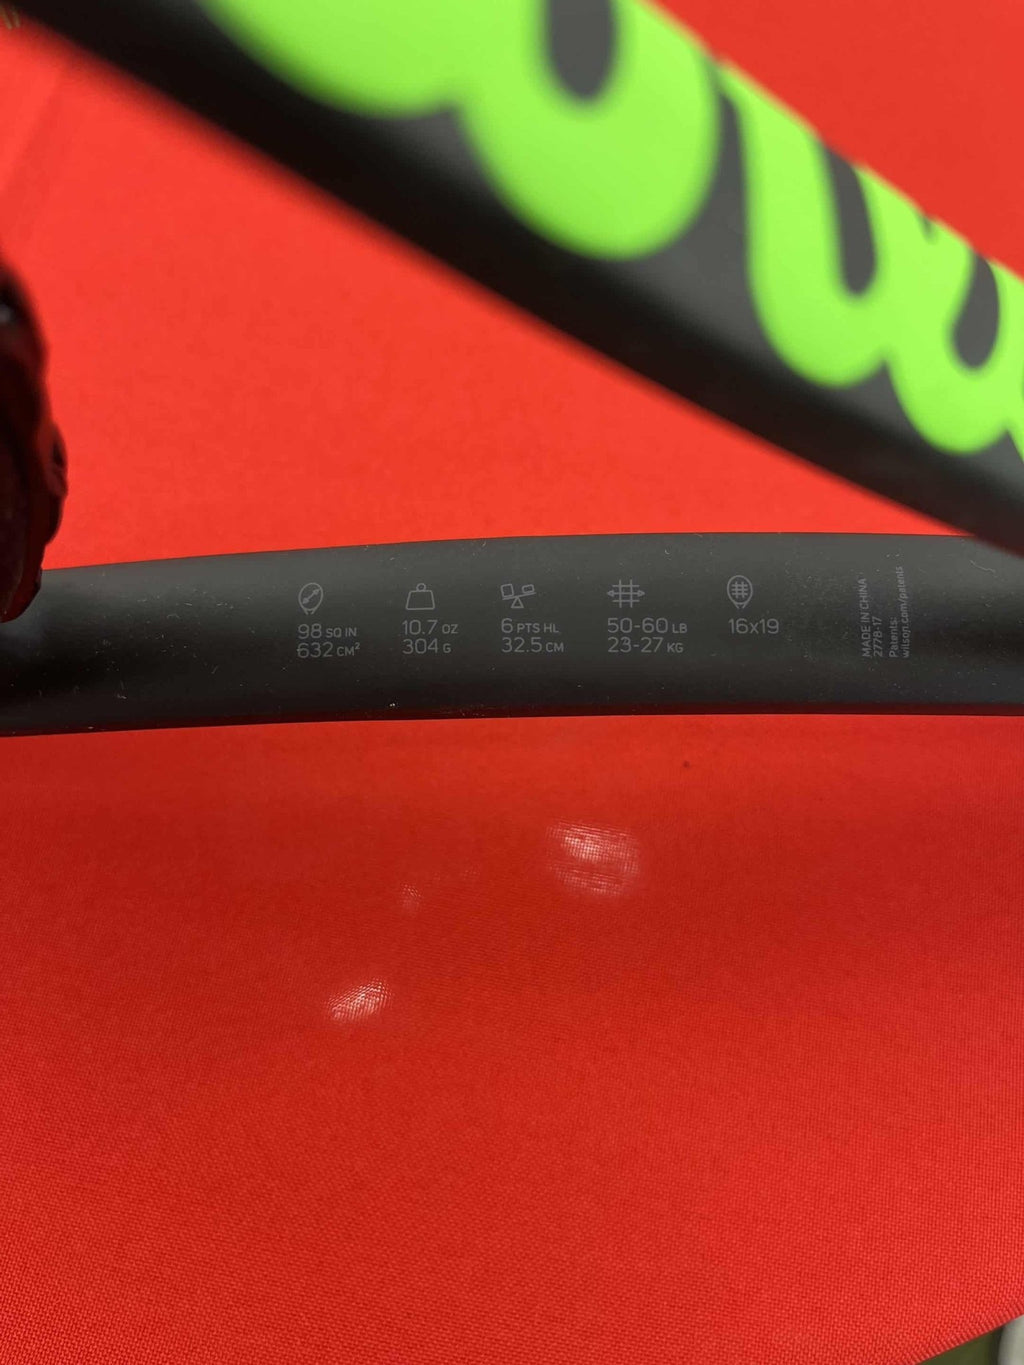 98 SQ IN
632 CM²
10.7 OZ
304 G
6 PTS HL
32.5 CM
50-60 LB
23-27 KG
16x19
MADE IN CHINA
2778-17
Patents:
wilson.com/patents